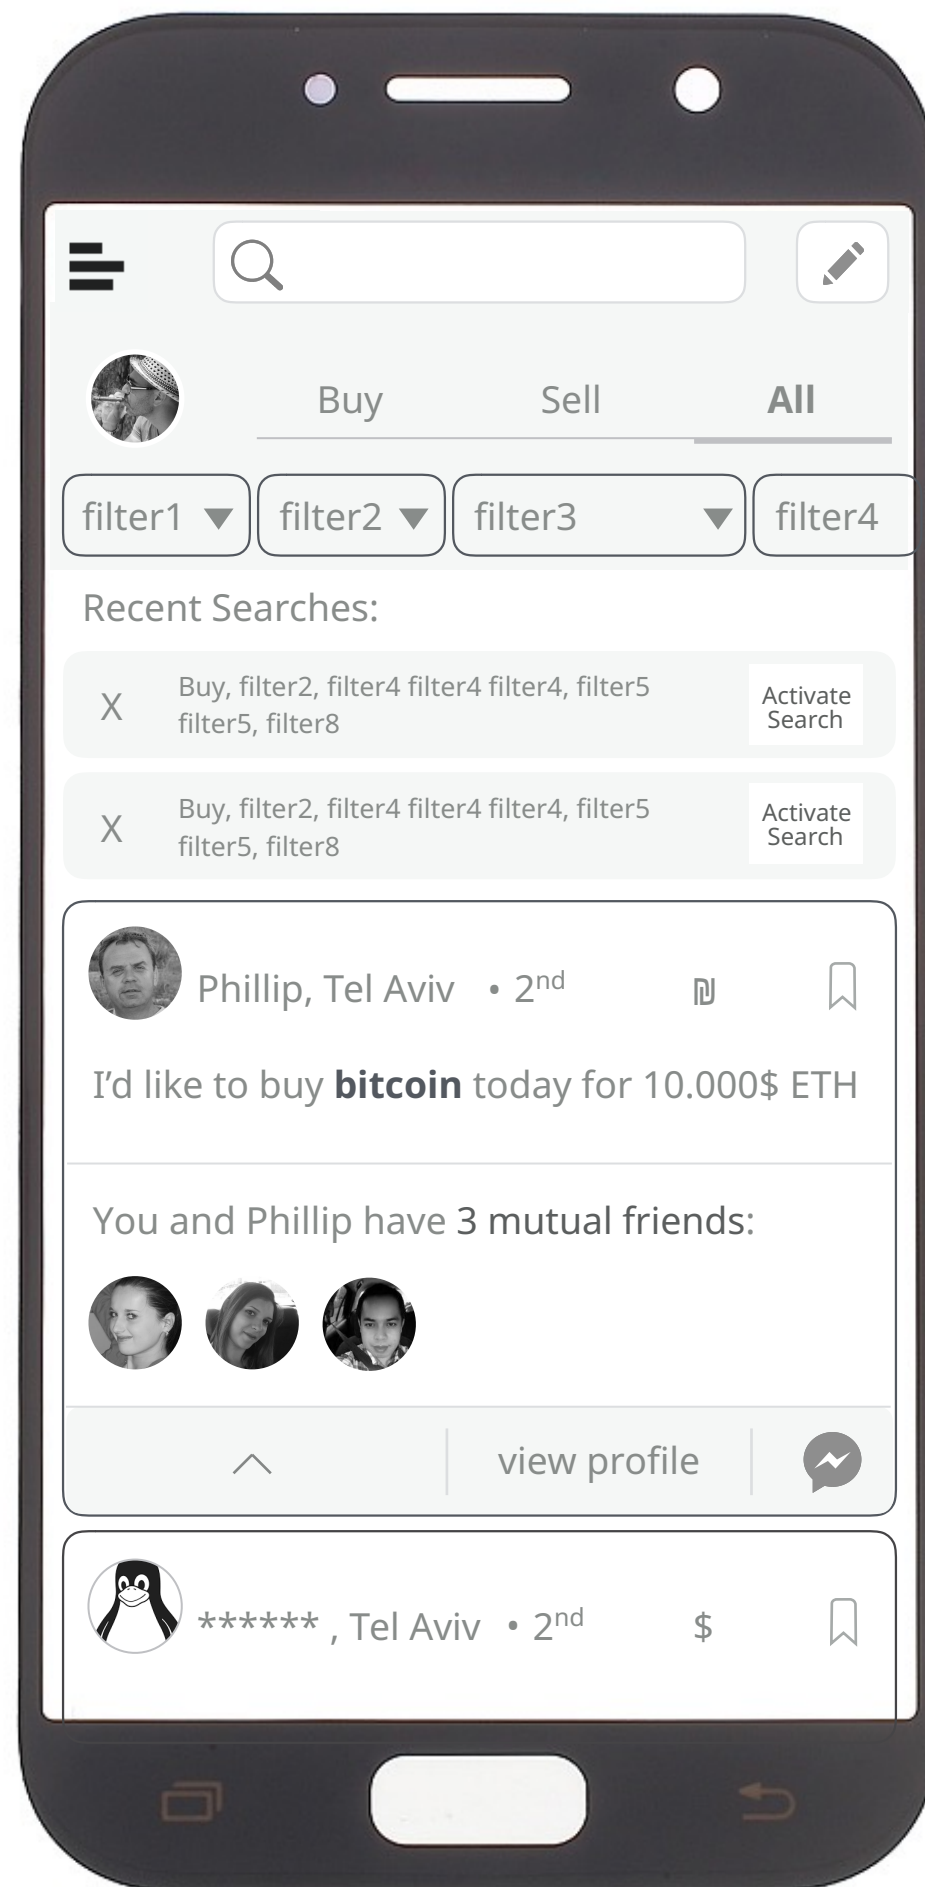 Buy Sell All
filter1 filter2 filter3 filter4
Recent Searches:
X Buy, filter2, filter4 filter4 filter4, filter5
filter5, filter8
Activate
Search
X Buy, filter2, filter4 filter4 filter4, filter5
filter5, filter8
Activate
Search
Phillip, Tel Aviv • 2nd ₪
I’d like to buy bitcoin today for 10.000$ ETH
You and Phillip have 3 mutual friends:
view profile
****** , Tel Aviv • 2nd $